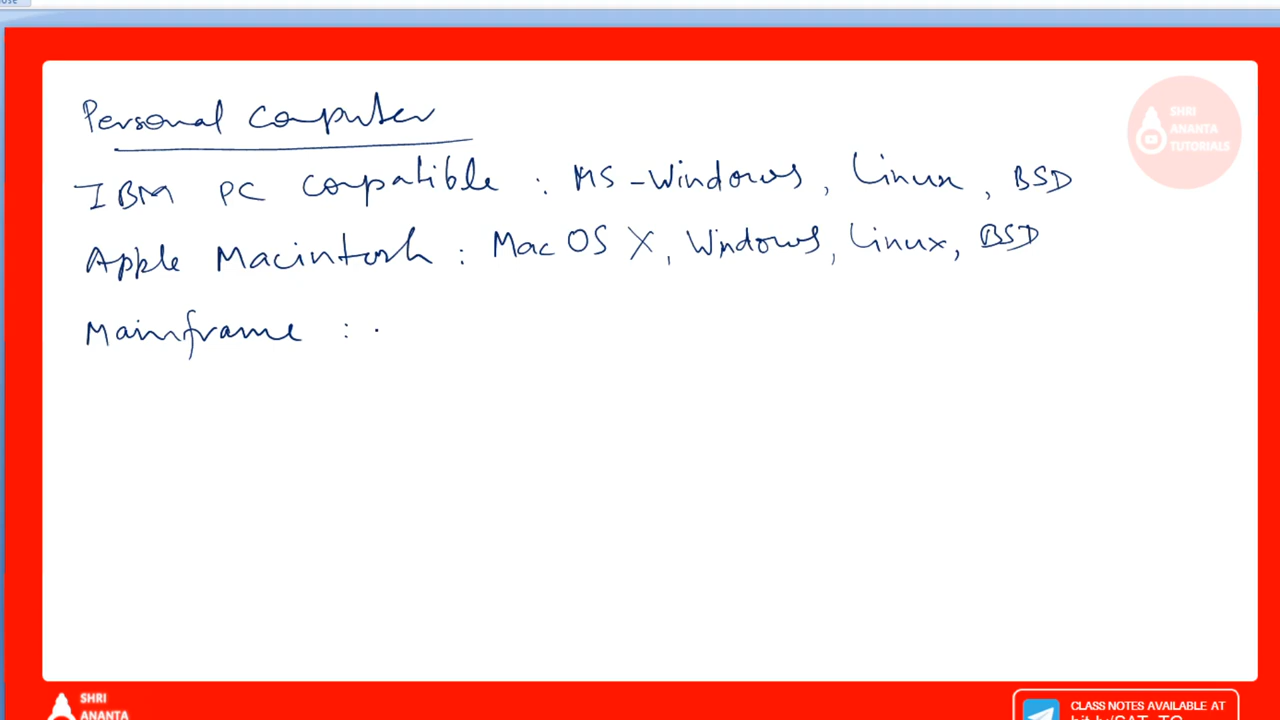 SHRI
ANANTA
TUTORIALS
Personal Computer
IBM PC Compatible : MS-Windows, Linux, BSD
Apple Macintosh : Mac OS X, Windows, Linux, BSD
Mainframe :
SHRI
ANANTA
CLASS NOTES AVAILABLE AT